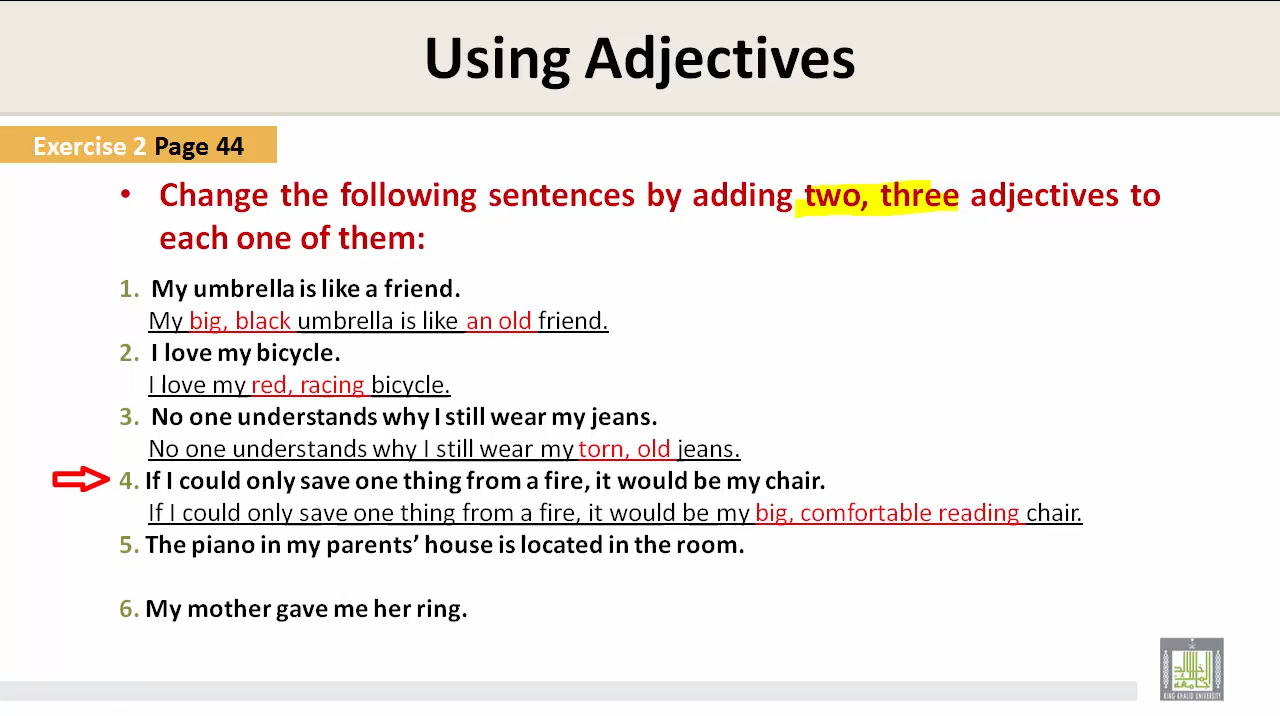 Using Adjectives
Exercise 2 Page 44
• Change the following sentences by adding two, three adjectives to
each one of them:
1. My umbrella is like a friend.
My big, black umbrella is like an old friend.
2. I love my bicycle.
I love my red, racing bicycle.
3. No one understands why I still wear my jeans.
No one understands why I still wear my torn, old jeans.
4. If I could only save one thing from a fire, it would be my chair.
If I could only save one thing from a fire, it would be my big, comfortable reading chair.
5. The piano in my parents’ house is located in the room.
6. My mother gave me her ring.
KING KHALID UNIVERSITY